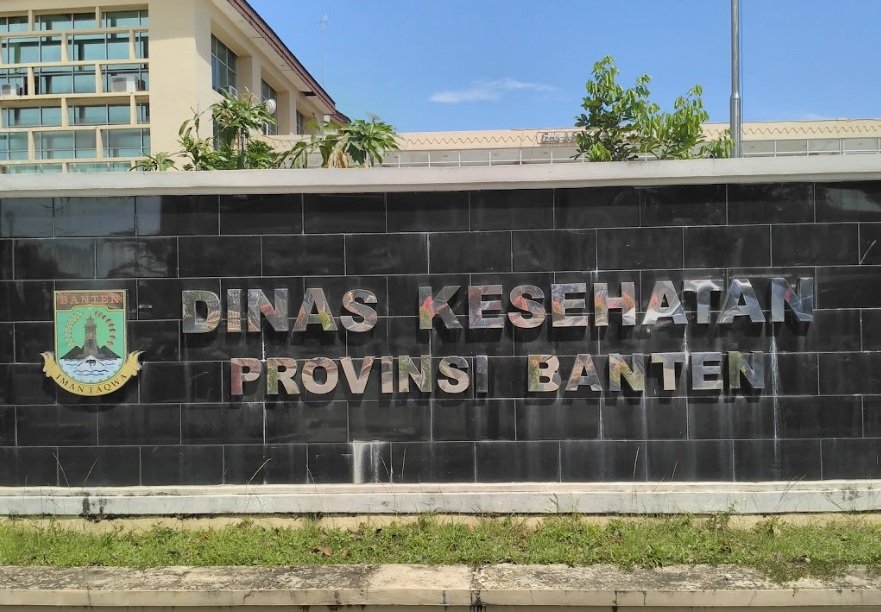 BANTEN
IMAN TAQWA
DINAS KESEHATAN
PROVINSI BANTEN